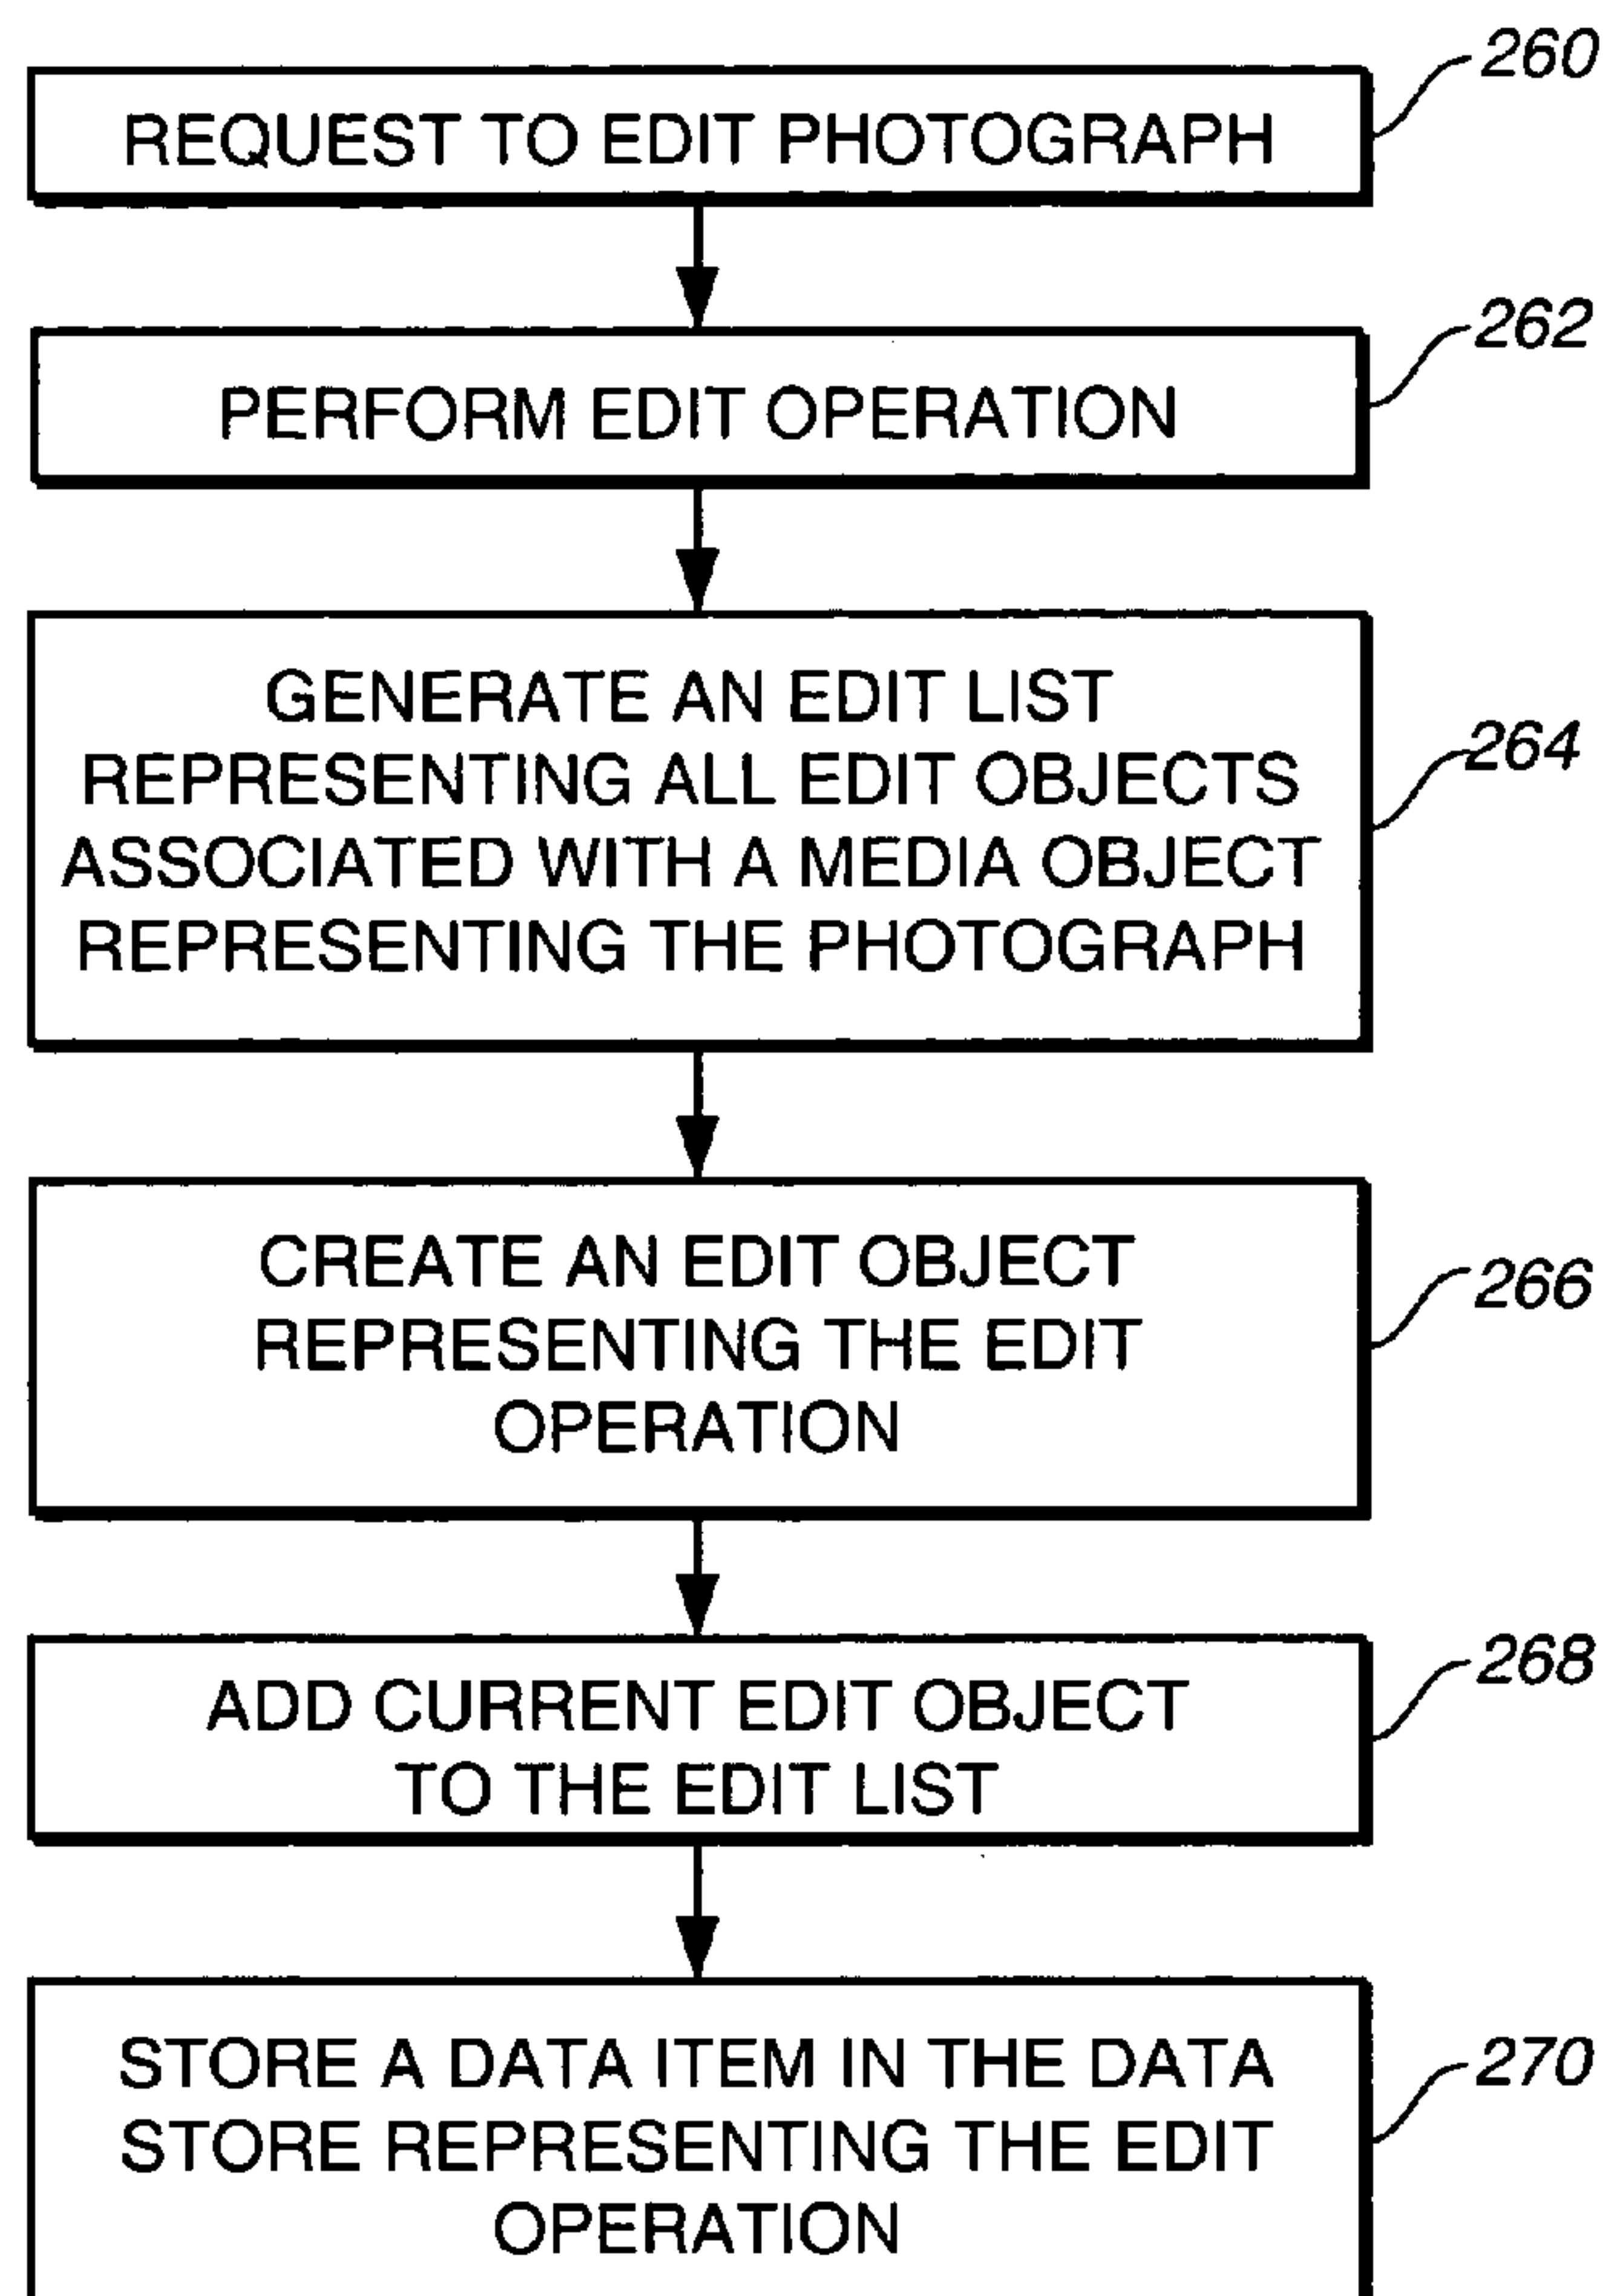 260
REQUEST TO EDIT PHOTOGRAPH
262
PERFORM EDIT OPERATION
GENERATE AN EDIT LIST
REPRESENTING ALL EDIT OBJECTS
ASSOCIATED WITH A MEDIA OBJECT
REPRESENTING THE PHOTOGRAPH
264
CREATE AN EDIT OBJECT
REPRESENTING THE EDIT
OPERATION
266
ADD CURRENT EDIT OBJECT
TO THE EDIT LIST
268
STORE A DATA ITEM IN THE DATA
STORE REPRESENTING THE EDIT
OPERATION
270